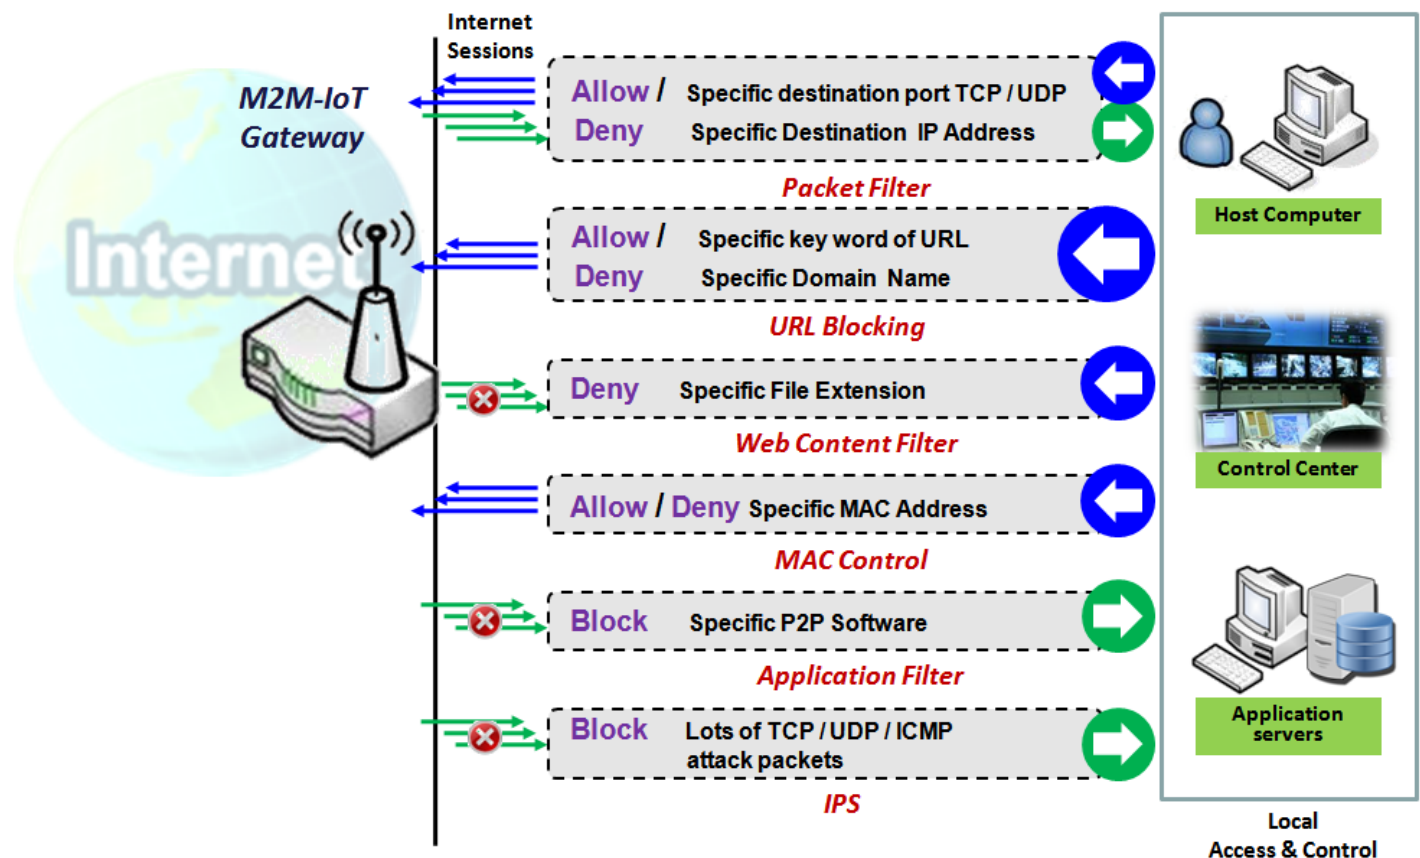 Internet
Sessions
M2M-IoT
Gateway
Internet
Allow / Specific destination port TCP / UDP
Deny Specific Destination IP Address
Packet Filter
Allow / Specific key word of URL
Deny Specific Domain Name
URL Blocking
Deny Specific File Extension
Web Content Filter
Allow / Deny Specific MAC Address
MAC Control
Block Specific P2P Software
Application Filter
Block Lots of TCP / UDP / ICMP
attack packets
IPS
Host Computer
Control Center
Application
servers
Local
Access & Control